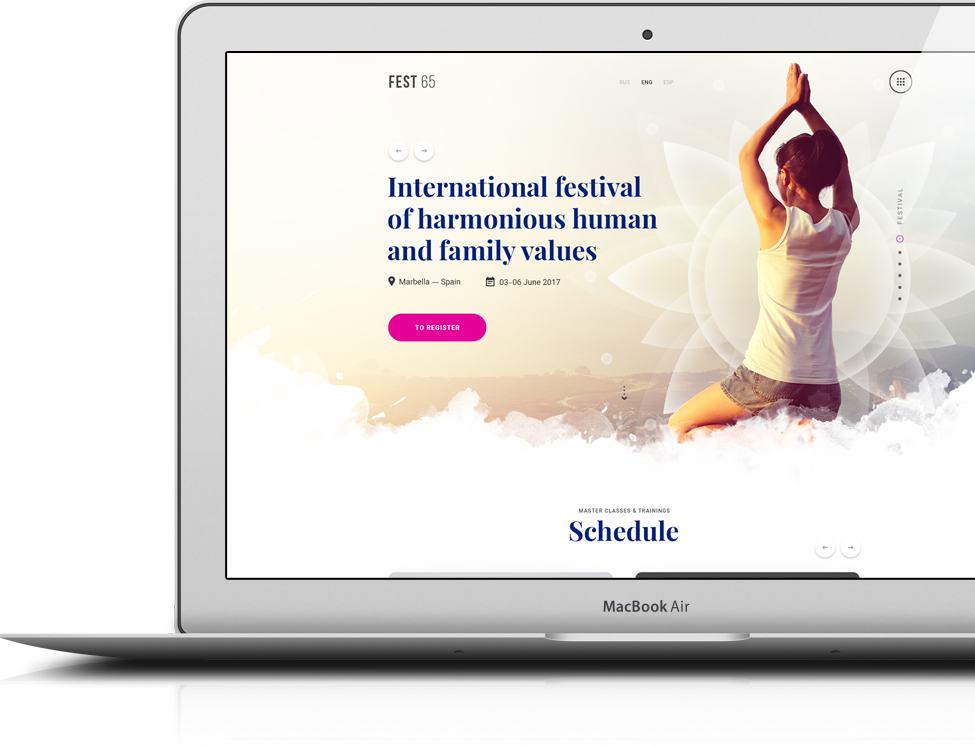 FEST 65
RUS ENG ESP
International festival
of harmonious human
and family values
Marbella — Spain
03-06 June 2017
TO REGISTER
FESTIVAL
MASTER CLASSES & TRAININGS
Schedule
MacBook Air